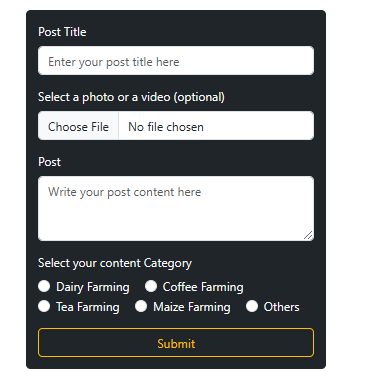 Post Title
Enter your post title here
Select a photo or a video (optional)
Choose File No file chosen
Post
Write your post content here
Select your content Category
Dairy Farming Coffee Farming
Tea Farming Maize Farming Others
Submit